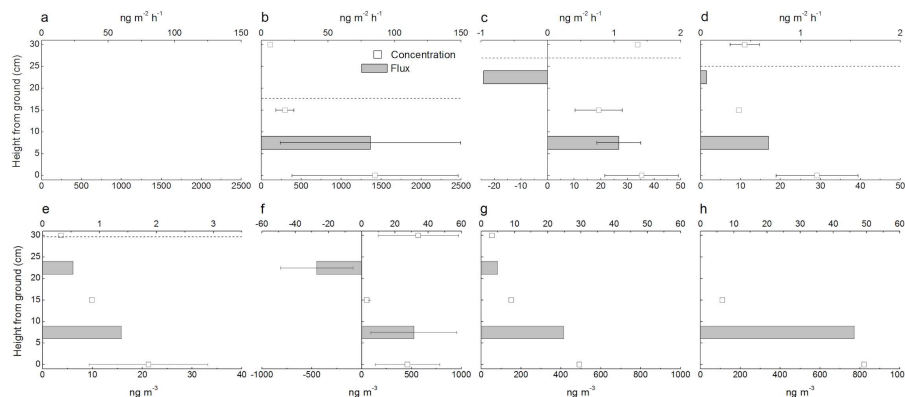 a b c d
ng m⁻² h⁻¹ ng m⁻² h⁻¹ ng m⁻² h⁻¹ ng m⁻² h⁻¹
0 25 50 75 100 125 150 0 50 100 150 -1 0 1 2 0 1 2
Height from ground (cm)
30
25
20
15
10
5
0
Concentration
Flux
0 500 1000 1500 2000 2500 0 500 1000 1500 2000 2500 -20 -10 0 10 20 30 40 50 0 10 20 30 40 50
e f g h
0 1 2 3 -60 -40 -20 0 20 40 60 0 10 20 30 40 50 60 0 10 20 30 40 50 60
Height from ground (cm)
30
25
20
15
10
5
0
0 10 20 30 40 -1000 -500 0 500 1000 0 200 400 600 800 1000 0 200 400 600 800 1000
ng m⁻³ ng m⁻³ ng m⁻³ ng m⁻³